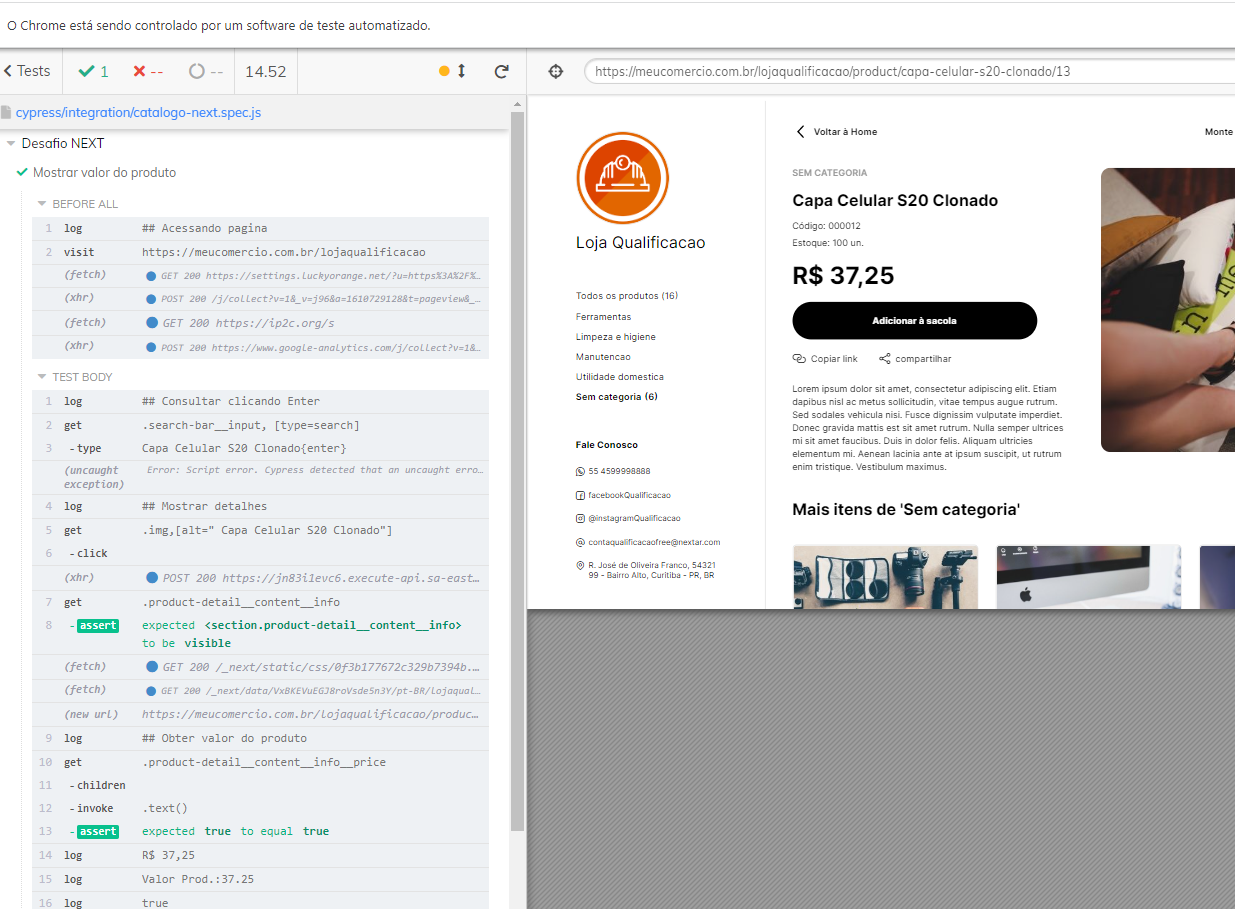 O Chrome está sendo controlado por um software de teste automatizado.
Tests
1
--
--
14.52
https://meucomercio.com.br/lojaqualificacao/product/capa-celular-s20-clonado/13
cypress/integration/catalogo-next.spec.js
Desafio NEXT
Mostrar valor do produto
BEFORE ALL
1 log ## Acessando pagina
2 visit https://meucomercio.com.br/lojaqualificacao
(fetch) GET 200 https://settings.luckyorange.net/?u=https%3A%2F%…
(xhr) POST 200 /j/collect?v=1&_v=j96&a=1610729128&t=pageview&_…
(fetch) GET 200 https://ip2c.org/s
(xhr) POST 200 https://www.google-analytics.com/j/collect?v=1&…
TEST BODY
1 log ## Consultar clicando Enter
2 get .search-bar__input, [type=search]
3 -type Capa Celular S20 Clonado{enter}
(uncaught exception) Error: Script error. Cypress detected that an uncaught erro…
4 log ## Mostrar detalhes
5 get .img,[alt=" Capa Celular S20 Clonado"]
6 -click
(xhr) POST 200 https://jn83i1evc6.execute-api.sa-east…
7 get .product-detail__content__info
8 -assert expected <section.product-detail__content__info>
to be visible
(fetch) GET 200 /_next/static/css/0f3b177672c329b7394b.…
(fetch) GET 200 /_next/data/VxBKEVuEGJ8roVsde5n3Y/pt-BR/lojaqual…
(new url) https://meucomercio.com.br/lojaqualificacao/produc…
9 log ## Obter valor do produto
10 get .product-detail__content__info__price
11 -children
12 -invoke .text()
13 -assert expected true to equal true
14 log R$ 37,25
15 log Valor Prod.:37.25
16 log true
Loja Qualificacao
Todos os produtos (16)
Ferramentas
Limpeza e higiene
Manutencao
Utilidade domestica
Sem categoria (6)
Fale Conosco
55 4599998888
facebookQualificacao
@instagramQualificacao
contaqualificacaofree@nextar.com
R. José de Oliveira Franco, 54321
99 - Bairro Alto, Curitiba - PR, BR
Voltar à Home
Monte
SEM CATEGORIA
Capa Celular S20 Clonado
Código: 000012
Estoque: 100 un.
R$ 37,25
Adicionar à sacola
Copiar link
compartilhar
Lorem ipsum dolor sit amet, consectetur adipiscing elit. Etiam
dapibus nisl ac metus sollicitudin, vitae tempus augue rutrum.
Sed sodales vehicula nisi. Fusce dignissim vulputate imperdiet.
Donec gravida mattis est sit amet rutrum. Nulla semper ultrices
mi sit amet faucibus. Duis in dolor felis. Aliquam ultricies
elementum mi. Aenean lacinia ante at ipsum suscipit, ut rutrum
enim tristique. Vestibulum maximus.
Mais itens de 'Sem categoria'